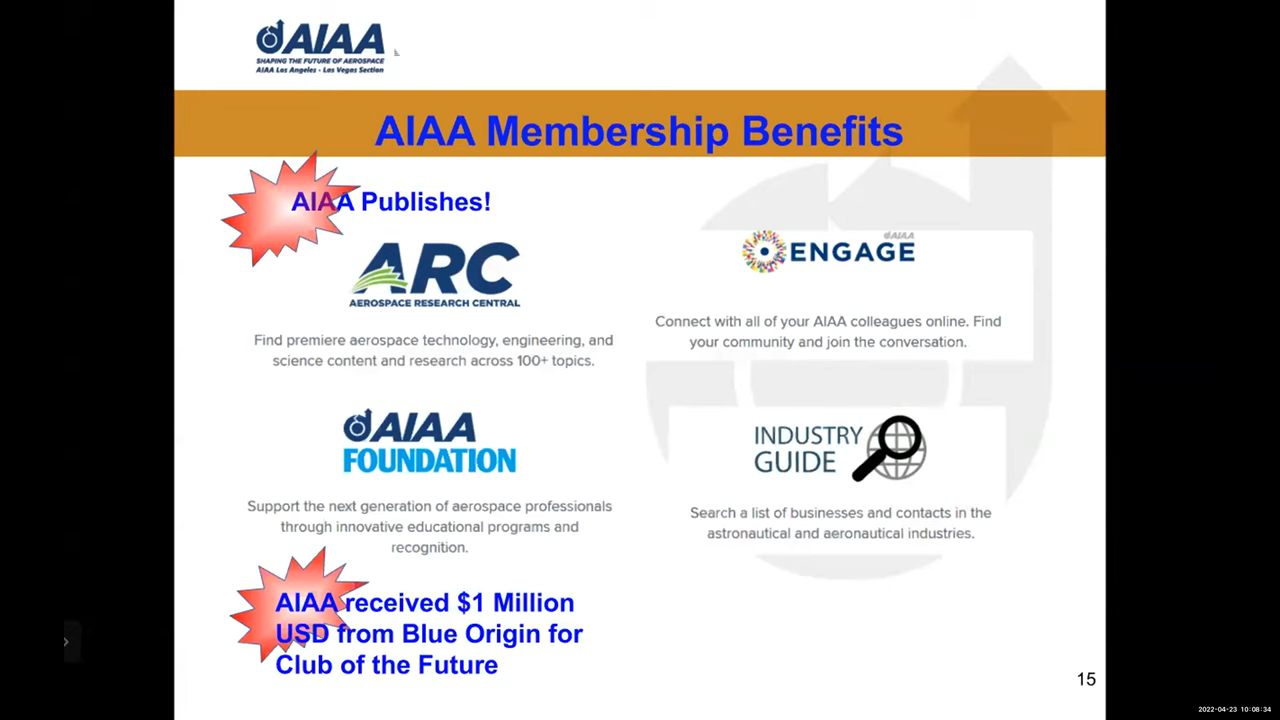 AIAA
SHAPING THE FUTURE OF AEROSPACE
AIAA Los Angeles - Las Vegas Section
AIAA Membership Benefits
AIAA Publishes!
ARC
AEROSPACE RESEARCH CENTRAL
Find premiere aerospace technology, engineering, and
science content and research across 100+ topics.
AIAA
ENGAGE
Connect with all of your AIAA colleagues online. Find
your community and join the conversation.
AIAA
FOUNDATION
Support the next generation of aerospace professionals
through innovative educational programs and
recognition.
INDUSTRY
GUIDE
Search a list of businesses and contacts in the
astronautical and aeronautical industries.
AIAA received $1 Million
USD from Blue Origin for
Club of the Future
15
2022-04-23 10:08:34